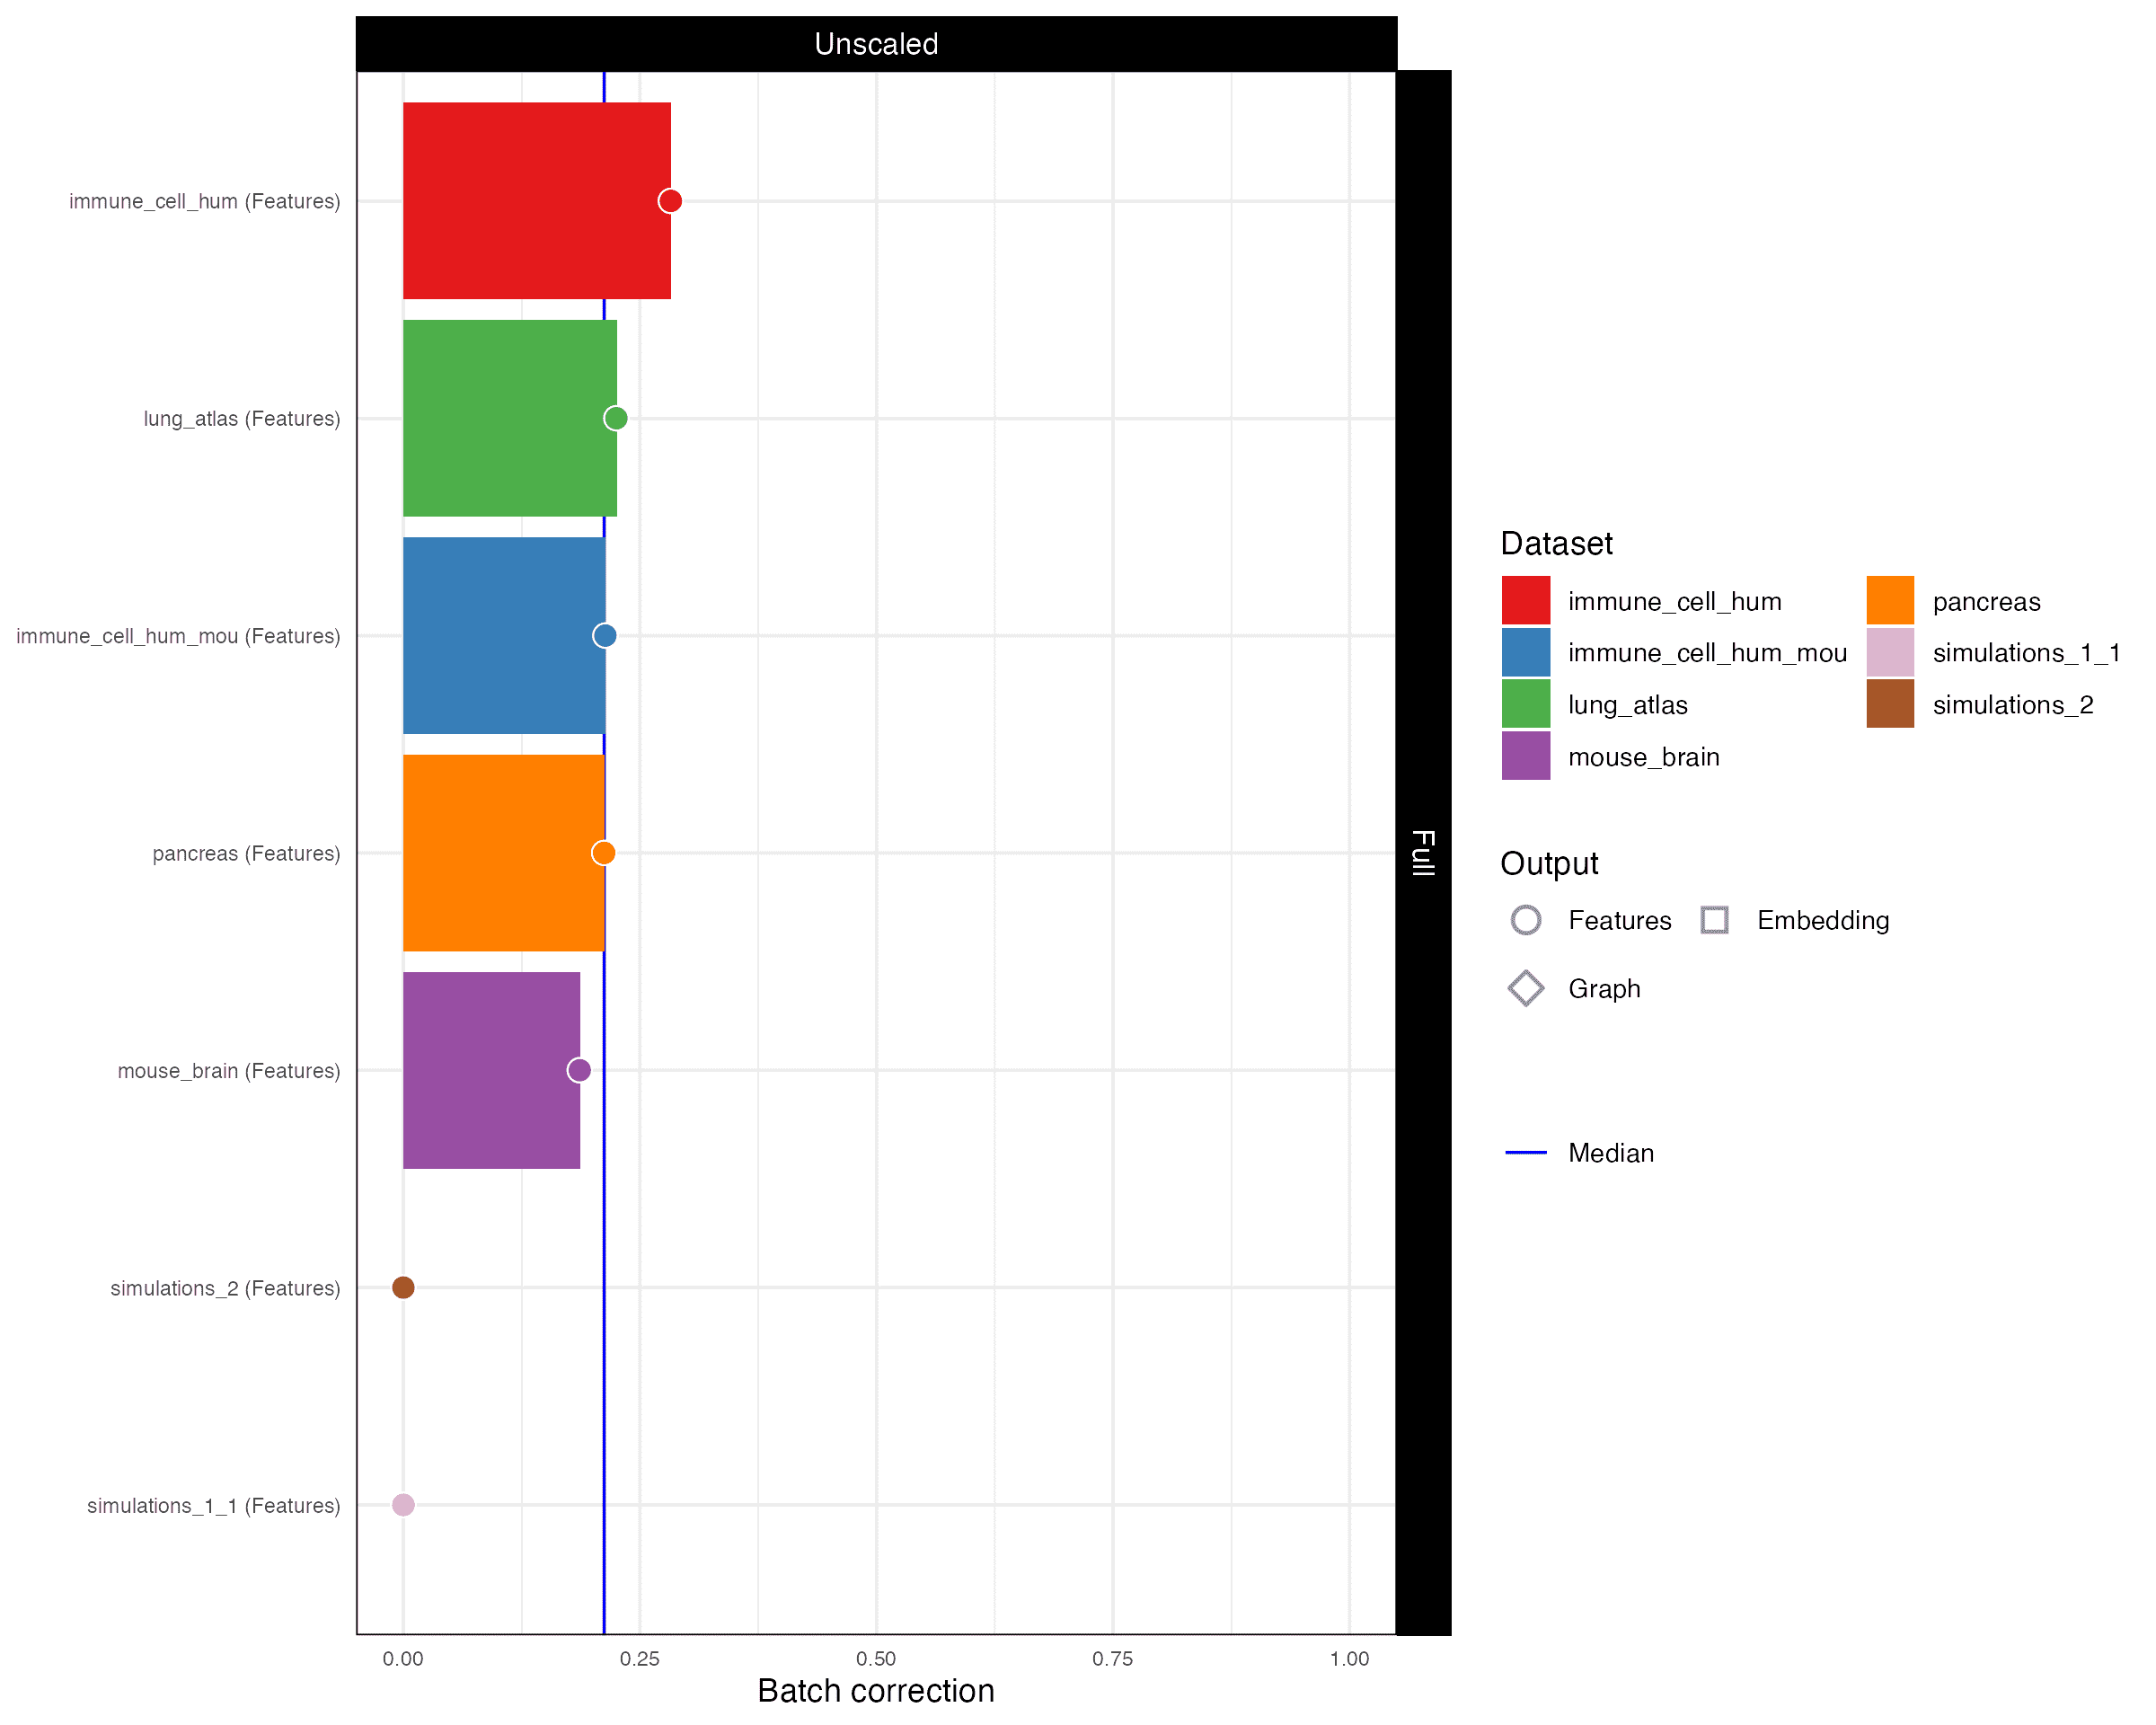 Unscaled
immune_cell_hum (Features)
lung_atlas (Features)
immune_cell_hum_mou (Features)
pancreas (Features)
mouse_brain (Features)
simulations_2 (Features)
simulations_1_1 (Features)
0.00 0.25 0.50 0.75 1.00
Batch correction
Full
Dataset
immune_cell_hum pancreas
immune_cell_hum_mou simulations_1_1
lung_atlas simulations_2
mouse_brain
Output
Features Embedding
Graph
Median